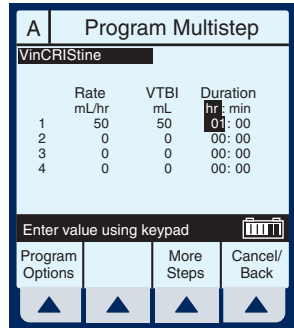 A Program Multistep
VinCRIStine
Rate VTBI Duration
mL/hr mL hr : min
1 50 50 01: 00
2 0 0 00: 00
3 0 0 00: 00
4 0 0 00: 00
Enter value using keypad
Program More Cancel/
Options Steps Back